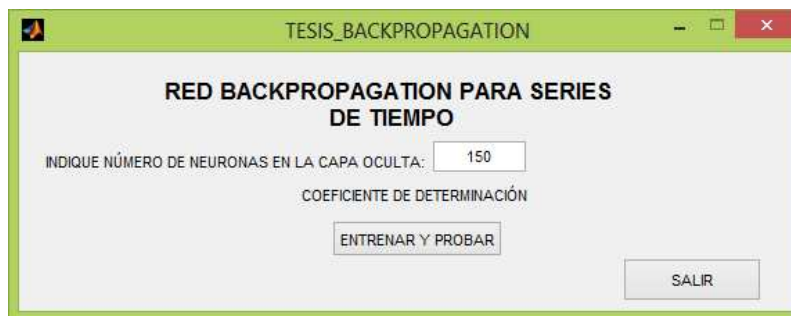 TESIS_BACKPROPAGATION
RED BACKPROPAGATION PARA SERIES
DE TIEMPO
INDIQUE NÚMERO DE NEURONAS EN LA CAPA OCULTA: 150
COEFICIENTE DE DETERMINACIÓN
ENTRENAR Y PROBAR
SALIR